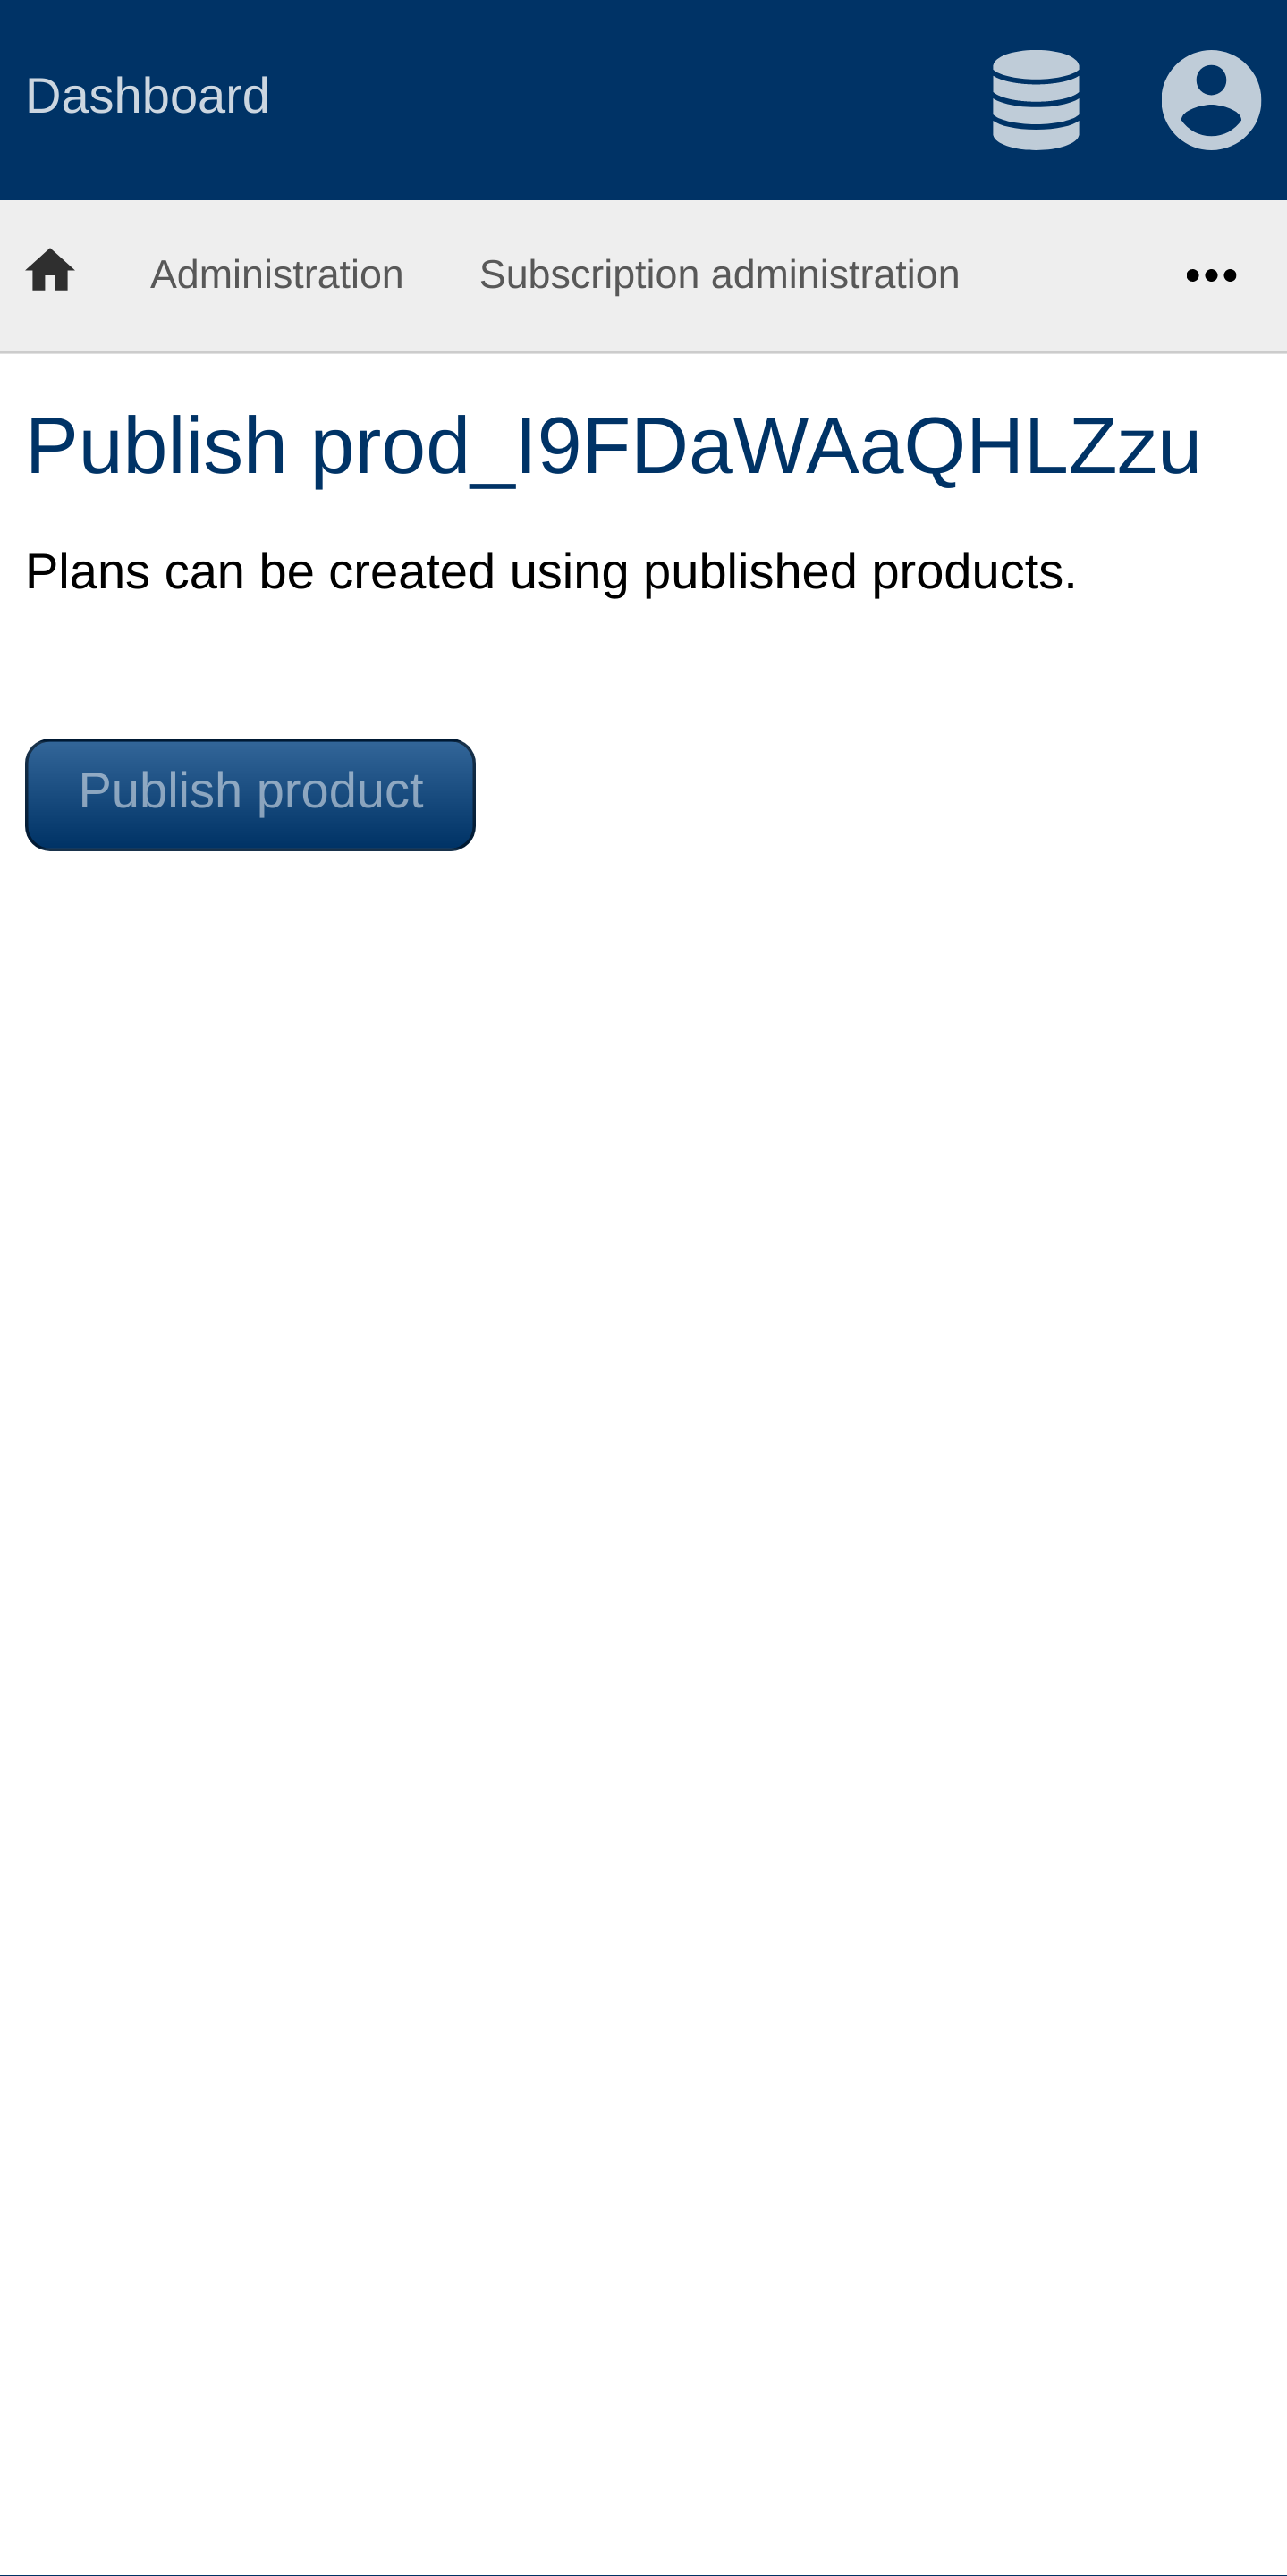 Dashboard
Administration Subscription administration
Publish prod_I9FDaWAaQHLZzu
Plans can be created using published products.
Publish product